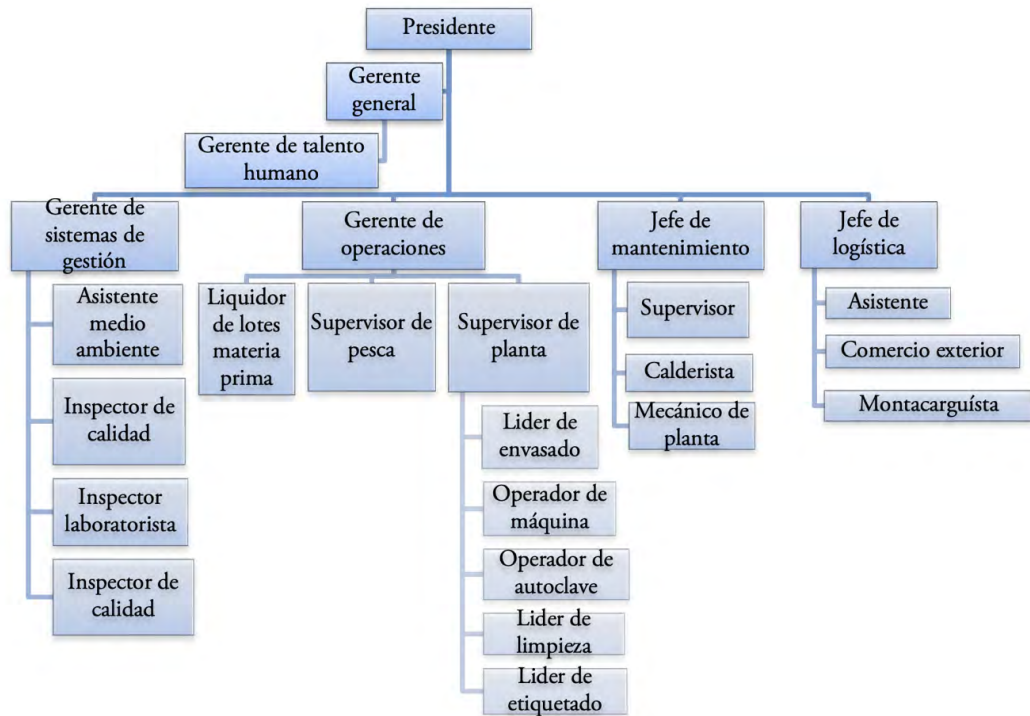 Presidente
Gerente
general
Gerente de talento
humano
Gerente de
sistemas de
gestión
Gerente de
operaciones
Jefe de
mantenimiento
Jefe de
logística
Asistente
medio
ambiente
Inspector de
calidad
Inspector
laboratorista
Inspector de
calidad
Liquidor
de lotes
materia
prima
Supervisor de
pesca
Supervisor de
planta
Lider de
envasado
Operador de
máquina
Operador de
autoclave
Lider de
limpieza
Lider de
etiquetado
Supervisor
Calderista
Mecánico de
planta
Asistente
Comercio exterior
Montacarguísta